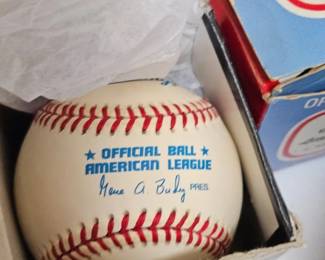 ★ OFFICIAL BALL ★
AMERICAN LEAGUE
Gene A Budig PRES.